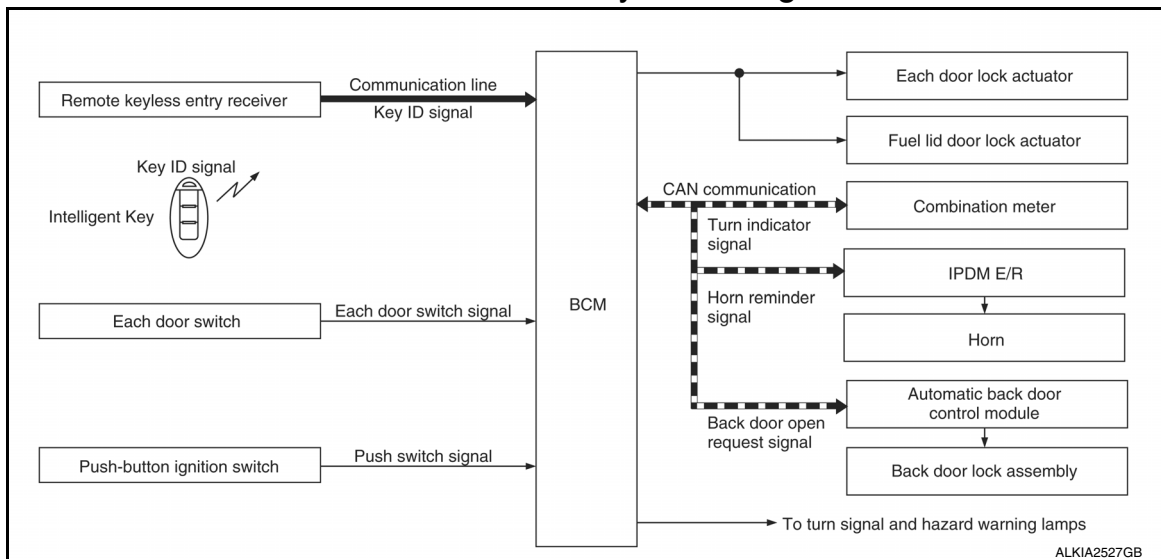 Remote keyless entry receiver
Communication line
Key ID signal
Key ID signal
Intelligent Key
Each door switch
Each door switch signal
Push-button ignition switch
Push switch signal
BCM
Each door lock actuator
Fuel lid door lock actuator
CAN communication
Combination meter
Turn indicator
signal
IPDM E/R
Horn reminder
signal
Horn
Automatic back door
control module
Back door open
request signal
Back door lock assembly
To turn signal and hazard warning lamps
ALKIA2527GB